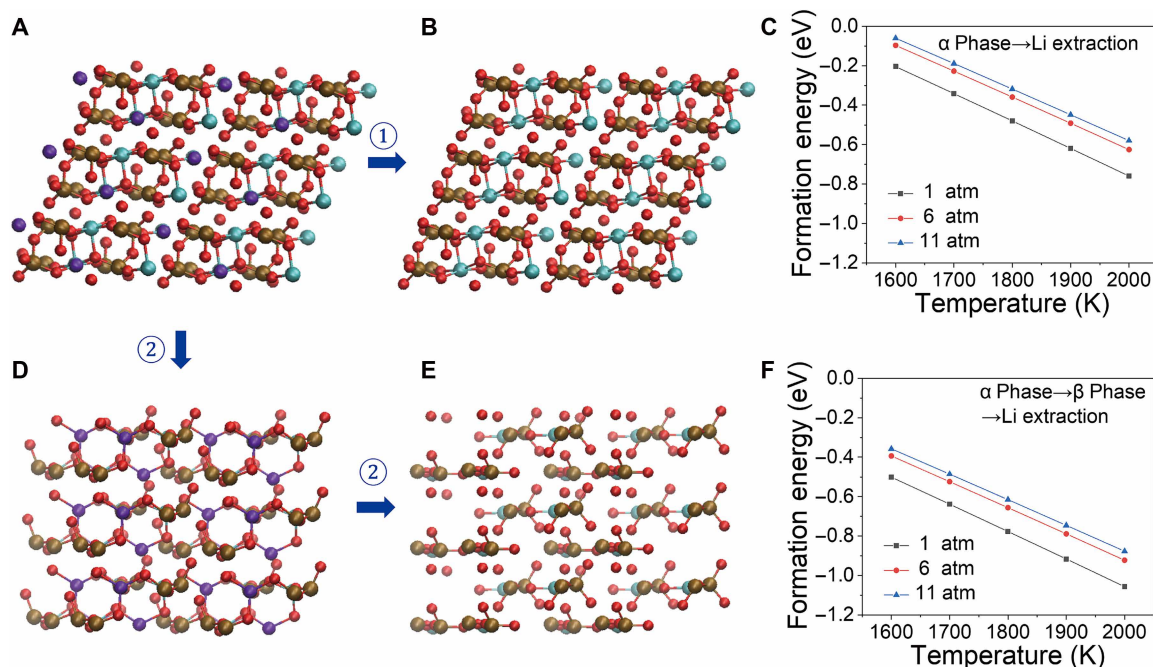 A
B
C
①
②
Formation energy (eV)
0.0
−0.2
−0.4
−0.6
−0.8
−1.0
−1.2
α Phase→Li extraction
1 atm
6 atm
11 atm
1600 1700 1800 1900 2000
Temperature (K)
D
E
F
②
Formation energy (eV)
0.0
−0.2
−0.4
−0.6
−0.8
−1.0
−1.2
α Phase→β Phase
→Li extraction
1 atm
6 atm
11 atm
1600 1700 1800 1900 2000
Temperature (K)